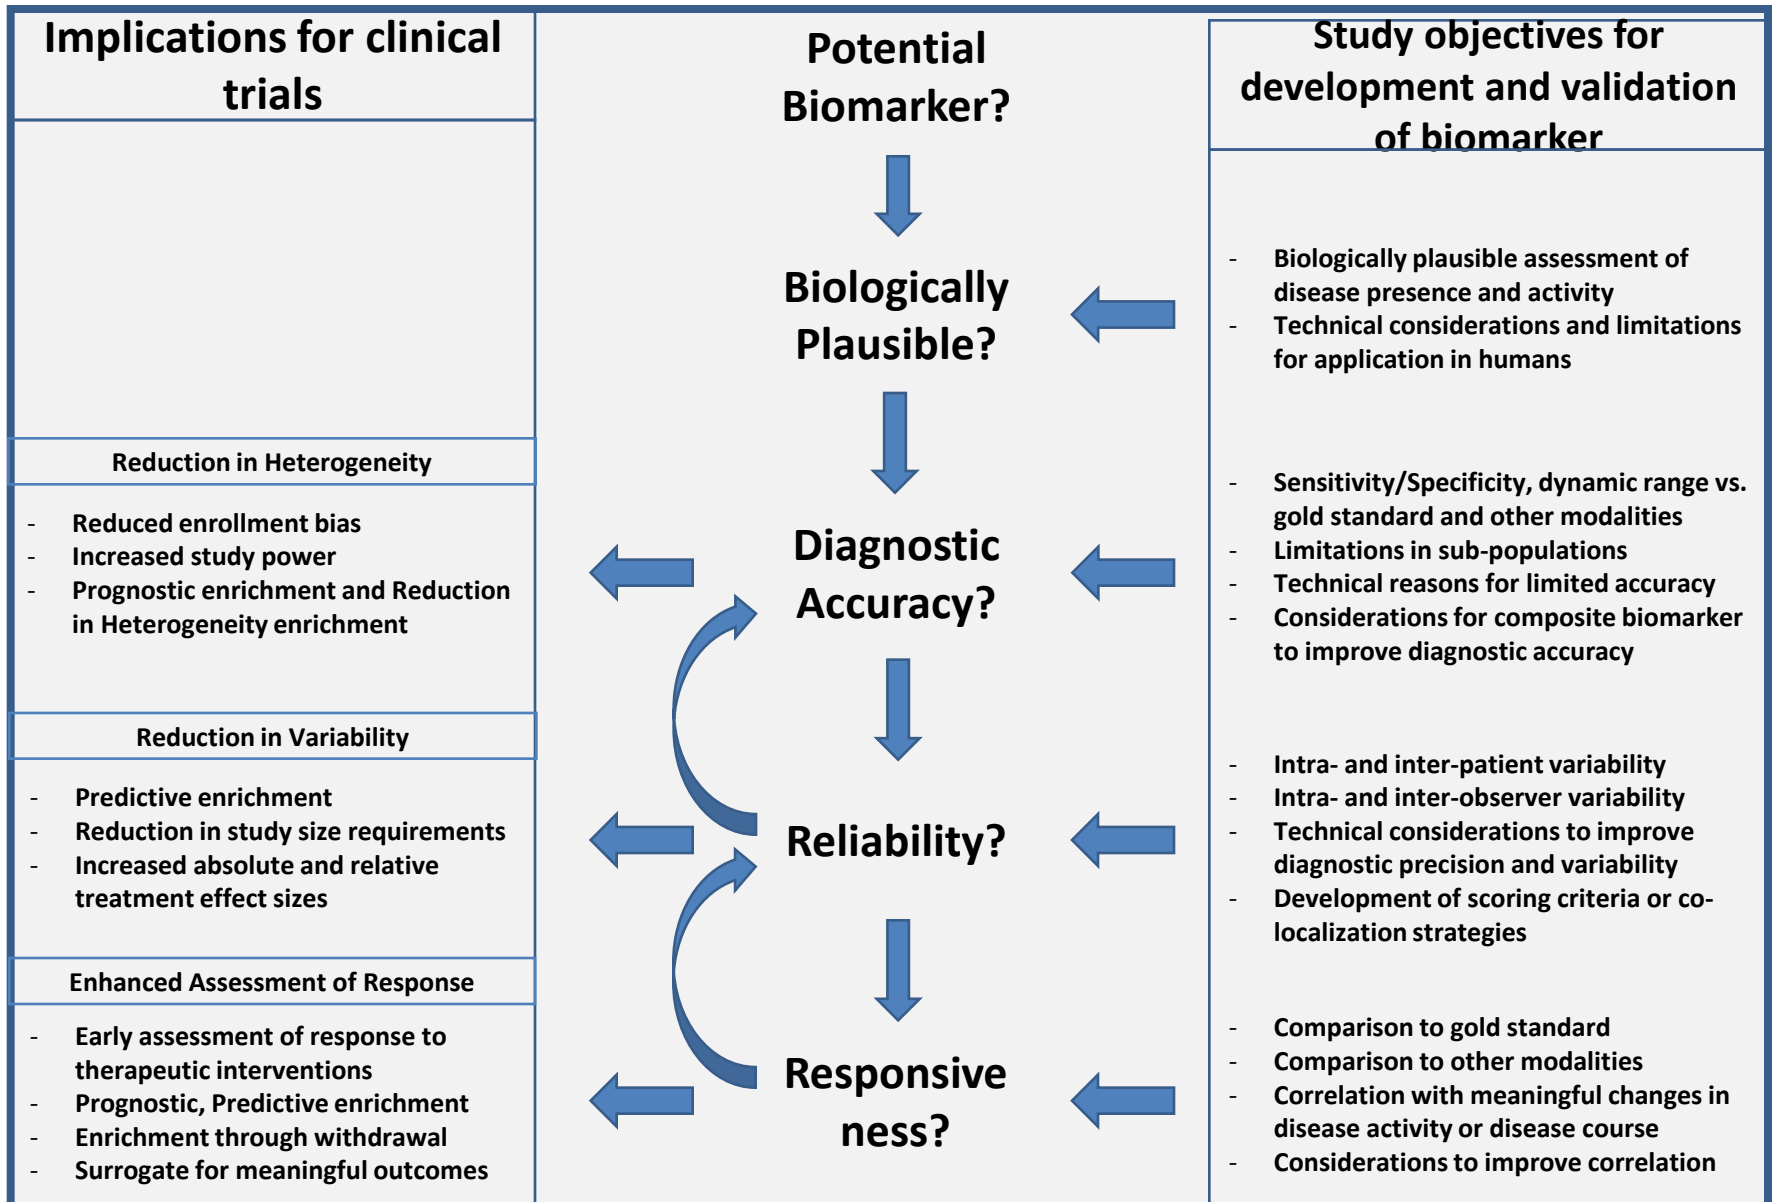 Implications for clinical
trials
Reduction in Heterogeneity
- Reduced enrollment bias
- Increased study power
- Prognostic enrichment and Reduction
in Heterogeneity enrichment
Reduction in Variability
- Predictive enrichment
- Reduction in study size requirements
- Increased absolute and relative
treatment effect sizes
Enhanced Assessment of Response
- Early assessment of response to
therapeutic interventions
- Prognostic, Predictive enrichment
- Enrichment through withdrawal
- Surrogate for meaningful outcomes
Potential
Biomarker?
Biologically
Plausible?
Diagnostic
Accuracy?
Reliability?
Responsive
ness?
Study objectives for
development and validation
of biomarker
- Biologically plausible assessment of
disease presence and activity
- Technical considerations and limitations
for application in humans
- Sensitivity/Specificity, dynamic range vs.
gold standard and other modalities
- Limitations in sub-populations
- Technical reasons for limited accuracy
- Considerations for composite biomarker
to improve diagnostic accuracy
- Intra- and inter-patient variability
- Intra- and inter-observer variability
- Technical considerations to improve
diagnostic precision and variability
- Development of scoring criteria or co-
localization strategies
- Comparison to gold standard
- Comparison to other modalities
- Correlation with meaningful changes in
disease activity or disease course
- Considerations to improve correlation